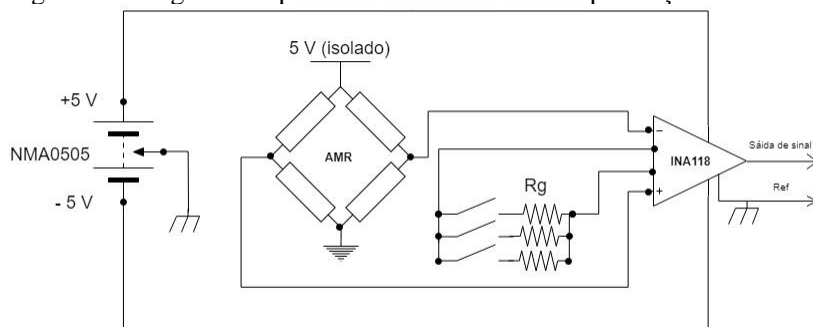 5 V (isolado)
+5 V
NMA0505
- 5 V
AMR
Rg
INA118
Sáida de sinal
Ref